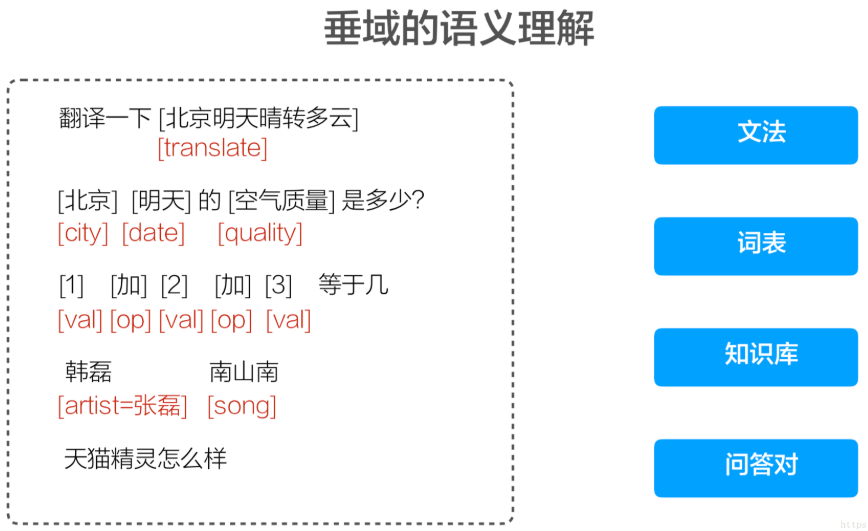 垂域的语义理解
翻译一下 [北京明天晴转多云]
[translate]
[北京] [明天] 的 [空气质量] 是多少?
[city] [date] [quality]
[1] [加] [2] [加] [3] 等于几
[val] [op] [val] [op] [val]
韩磊 南山南
[artist=张磊] [song]
天猫精灵怎么样
文法
词表
知识库
问答对
https